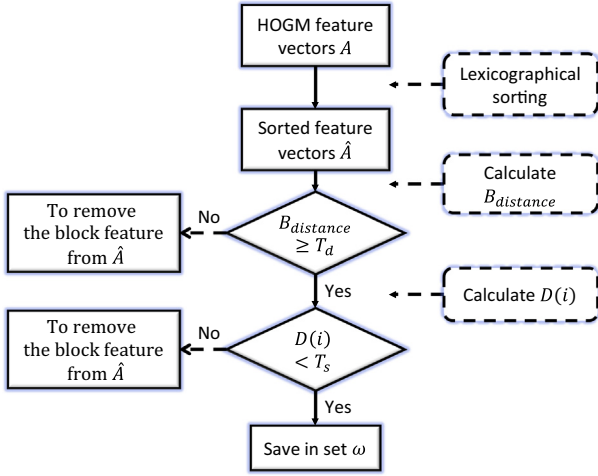 HOGM feature
vectors A
Lexicographical
sorting
Sorted feature
vectors Â
Calculate
B_distance
To remove
the block feature
from Â
No
B_distance
≥ T_d
Yes
Calculate D(i)
To remove
the block feature
from Â
No
D(i)
< T_s
Yes
Save in set ω